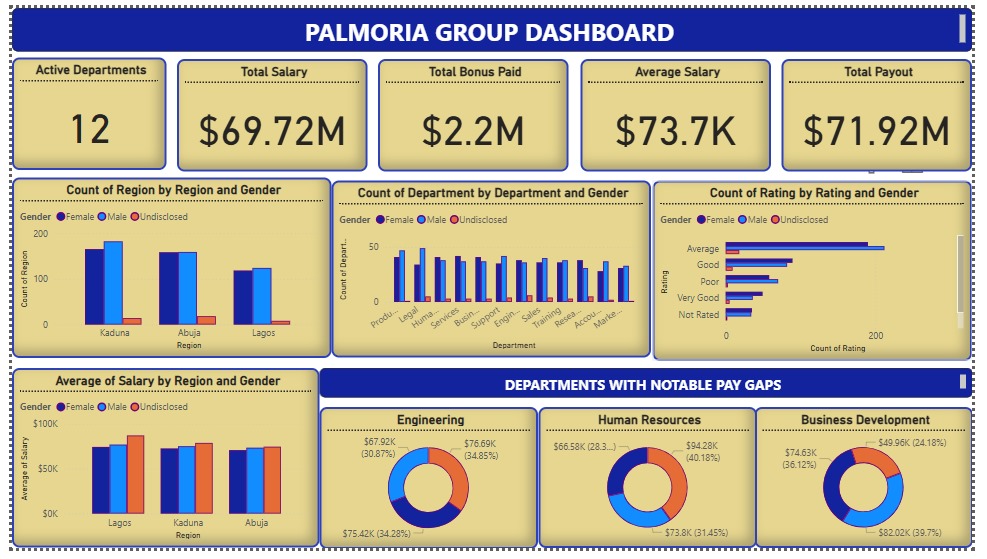 PALMORIA GROUP DASHBOARD
Active Departments
12
Total Salary
$69.72M
Total Bonus Paid
$2.2M
Average Salary
$73.7K
Total Payout
$71.92M
Count of Region by Region and Gender
Gender Female Male Undisclosed
Count of Region
200
100
0
Kaduna Abuja Lagos
Region
Count of Department by Department and Gender
Gender Female Male Undisclosed
Count of Depart...
50
0
Produ... Legal Huma... Services Busin... Support Engin... Sales Training Resea... Accou... Marke...
Department
Count of Rating by Rating and Gender
Gender Female Male Undisclosed
Rating
Average
Good
Poor
Very Good
Not Rated
0 200
Count of Rating
Average of Salary by Region and Gender
Gender Female Male Undisclosed
Average of Salary
$100K
$50K
$0K
Lagos Kaduna Abuja
Region
DEPARTMENTS WITH NOTABLE PAY GAPS
Engineering
$67.92K
(30.87%)
$76.69K
(34.85%)
$75.42K (34.28%)
Human Resources
$66.58K (28.3...)
$94.28K
(40.18%)
$73.8K (31.45%)
Business Development
$49.96K (24.18%)
$74.63K
(36.12%)
$82.02K (39.7%)